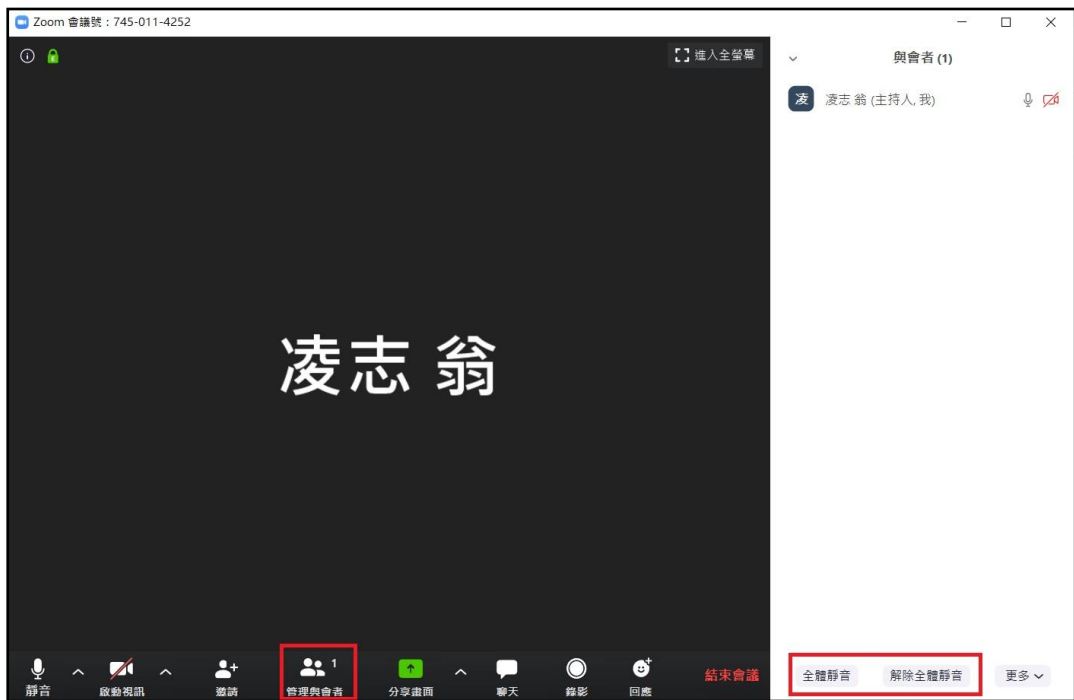 Zoom 會議號：745-011-4252
進入全螢幕
與會者 (1)
凌
凌志 翁 (主持人, 我)
凌志 翁
靜音
啟動視訊
邀請
1
管理與會者
分享畫面
聊天
錄影
回應
結束會議
全體靜音
解除全體靜音
更多